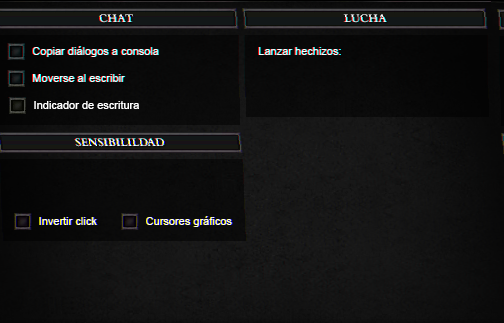 CHAT
Copiar diálogos a consola
Moverse al escribir
Indicador de escritura
LUCHA
Lanzar hechizos:
SENSIBILILDAD
Invertir click
Cursores gráficos